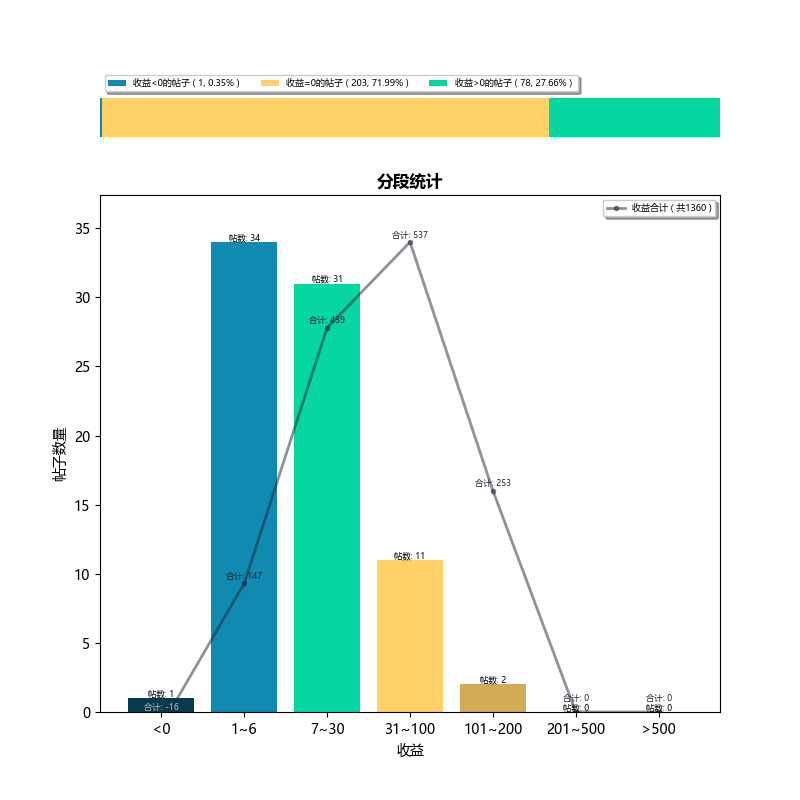 收益<0的帖子 ( 1, 0.35% ) 收益=0的帖子 ( 203, 71.99% ) 收益>0的帖子 ( 78, 27.66% )
分段统计
收益合计 ( 共1360 )
帖子数量
35
30
25
20
15
10
5
0
帖数: 1
合计: -16
帖数: 34
合计: 147
帖数: 31
合计: 439
合计: 537
帖数: 11
合计: 253
帖数: 2
合计: 0
帖数: 0
合计: 0
帖数: 0
<0 1~6 7~30 31~100 101~200 201~500 >500
收益